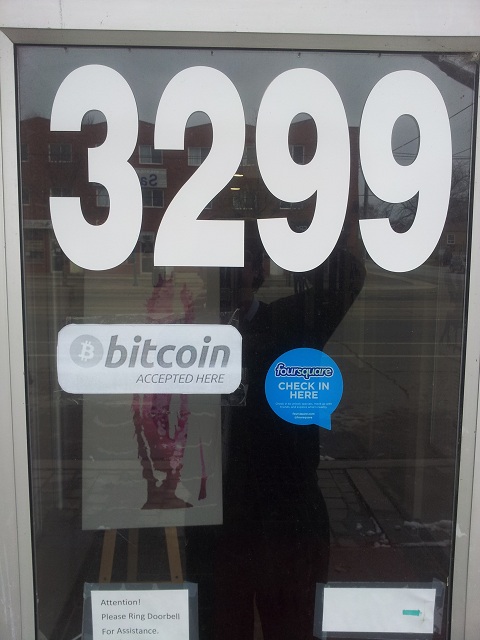 3299
bitcoin
ACCEPTED HERE
foursquare
CHECK IN
HERE
Attention!
Please Ring Doorbell
For Assistance.